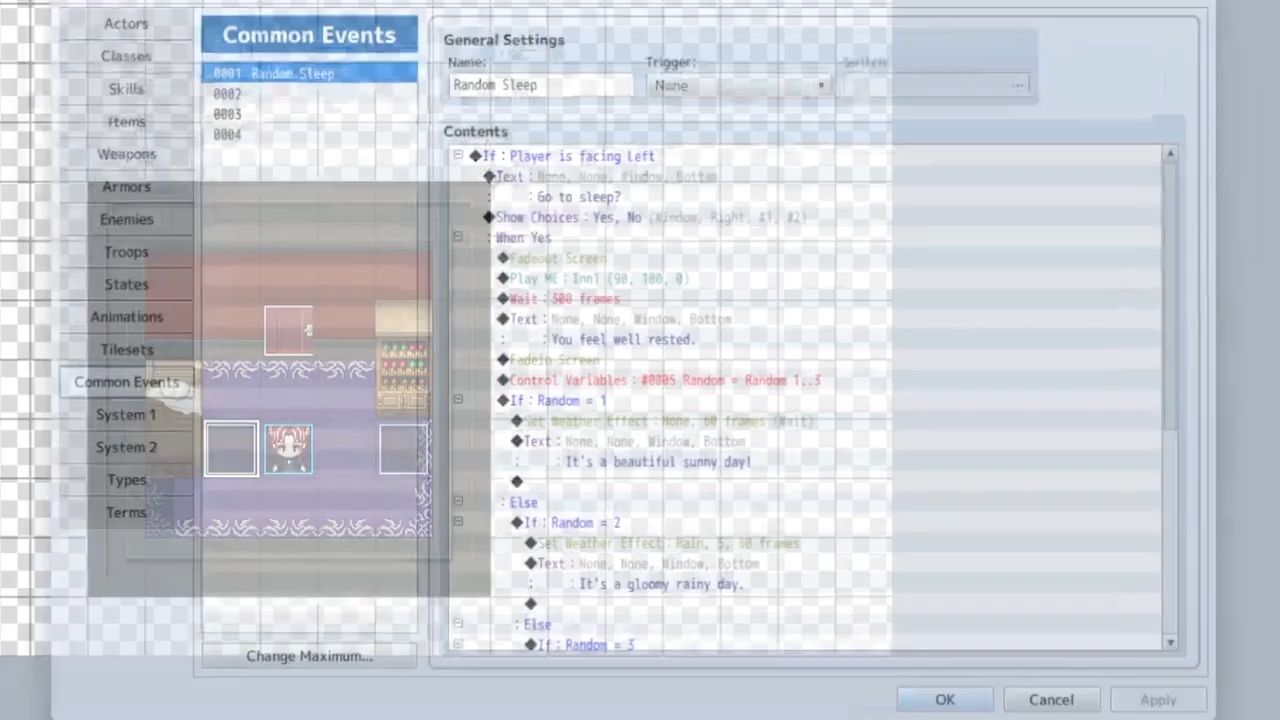 Actors
Classes
Skills
Items
Weapons
Armors
Enemies
Troops
States
Animations
Tilesets
Common Events
System 1
System 2
Types
Terms
Common Events
0001 Random Sleep
0002
0003
0004
Change Maximum...
General Settings
Name:
Trigger:
Switch
Random Sleep
None
...
Contents
◆If : Player is facing Left
◆Text : None, None, Window, Bottom
: : Go to sleep?
◆Show Choices : Yes, No (Window, Right, #1, #2)
: When Yes
◆Fadeout Screen
◆Play ME : Inn1 (90, 100, 0)
◆Wait : 300 frames
◆Text : None, None, Window, Bottom
: : You feel well rested.
◆Fadein Screen
◆Control Variables : #0005 Random = Random 1..3
◆If : Random = 1
◆Set Weather Effect : None, 60 frames (Wait)
◆Text : None, None, Window, Bottom
: : It's a beautiful sunny day!
◆
: Else
◆If : Random = 2
◆Set Weather Effect : Rain, 5, 60 frames
◆Text : None, None, Window, Bottom
: : It's a gloomy rainy day.
◆
: Else
◆If : Random = 3
OK
Cancel
Apply